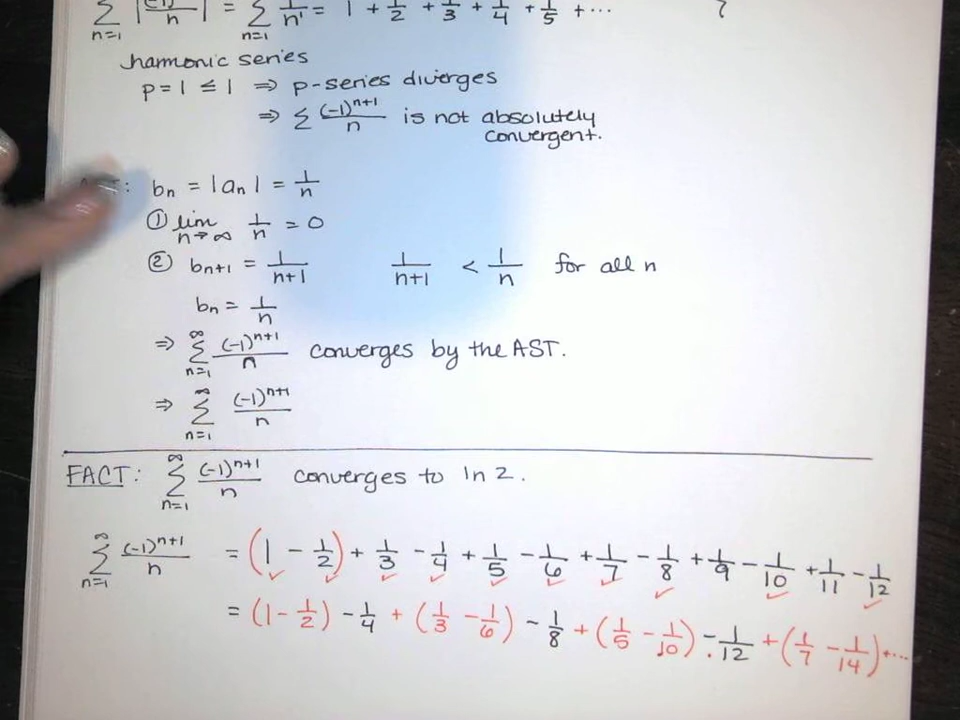 ∑ n=1 |(-1)/n| = ∑ n=1 1/n¹ = 1 + 1/2 + 1/3 + 1/4 + 1/5 + ...
harmonic series
p = 1 ≤ 1 ⇒ p-series diverges
⇒ ∑ (-1)^(n+1)/n is not absolutely
convergent.
: bn = |an| = 1/n
① lim n→∞ 1/n = 0
② bn+1 = 1/(n+1) 1/(n+1) < 1/n for all n
bn = 1/n
⇒ ∑ n=1 ∞ (-1)^(n+1)/n converges by the AST.
⇒ ∑ n=1 ∞ (-1)^(n+1)/n
FACT: ∑ n=1 ∞ (-1)^(n+1)/n converges to ln 2.
∑ n=1 ∞ (-1)^(n+1)/n = (1 - 1/2) + 1/3 - 1/4 + 1/5 - 1/6 + 1/7 - 1/8 + 1/9 - 1/10 + 1/11 - 1/12
= (1 - 1/2) - 1/4 + (1/3 - 1/6) - 1/8 + (1/5 - 1/10) - 1/12 + (1/7 - 1/14) + ...